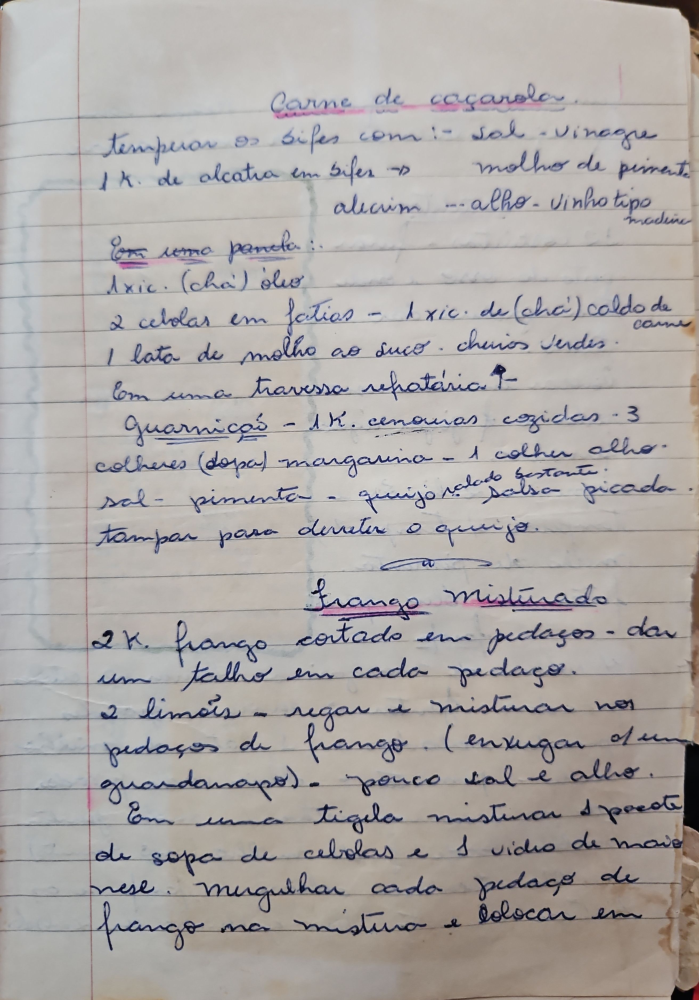 Carne de caçarola.
temperar os bifes com:- sal - vinagre
1 K. de alcatra em bifes → molho de pimenta
alecrim -- alho - vinho tipo
madeira
Em uma panela:.
1 xic. (chá) óleo
2 cebolas em fatias - 1 xic. de (chá) caldo de
carne
1 lata de molho ao suco. cheiros verdes.
Em uma travessa refratária ↑-
Guarnição - 1 K. cenouras cozidas - 3
colheres (sopa) margarina - 1 colher alho.
ralado bastante.
sal - pimenta - queijo salsa picada.
tampar para derreter o queijo.
Frango Misturado
2 K. frango cortado em pedaços - dar
um talho em cada pedaço.
2 limões - regar e misturar nos
pedaços de frango. (enxugar c/ um
guardanapo) - pouco sal e alho.
Em uma tigela misturar 1 pacote
de sopa de cebolas e 1 vidro de maio
nese. Mergulhar cada pedaço de
frango na mistura e colocar em